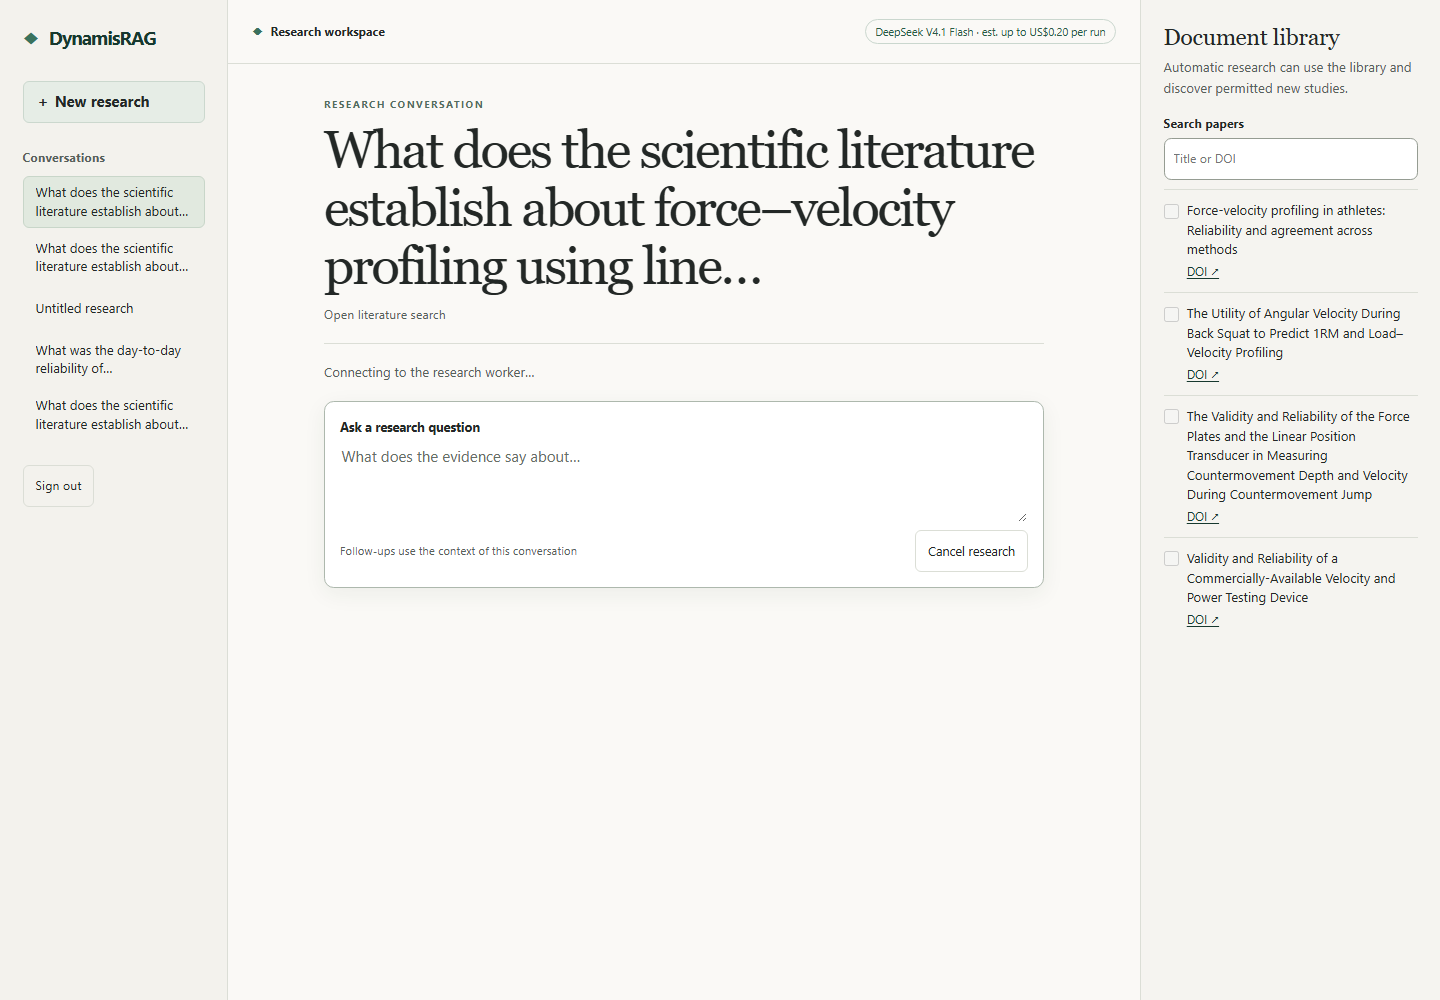 DynamisRAG
+ New research
Conversations
What does the scientific
literature establish about...
What does the scientific
literature establish about...
Untitled research
What was the day-to-day
reliability of...
What does the scientific
literature establish about...
Sign out
Research workspace
DeepSeek V4.1 Flash · est. up to US$0.20 per run
RESEARCH CONVERSATION
What does the scientific literature
establish about force–velocity
profiling using line...
Open literature search
Connecting to the research worker...
Ask a research question
What does the evidence say about...
Follow-ups use the context of this conversation
Cancel research
Document library
Automatic research can use the library and
discover permitted new studies.
Search papers
Title or DOI
Force-velocity profiling in athletes:
Reliability and agreement across
methods
DOI ↗
The Utility of Angular Velocity During
Back Squat to Predict 1RM and Load–
Velocity Profiling
DOI ↗
The Validity and Reliability of the Force
Plates and the Linear Position
Transducer in Measuring
Countermovement Depth and Velocity
During Countermovement Jump
DOI ↗
Validity and Reliability of a
Commercially-Available Velocity and
Power Testing Device
DOI ↗